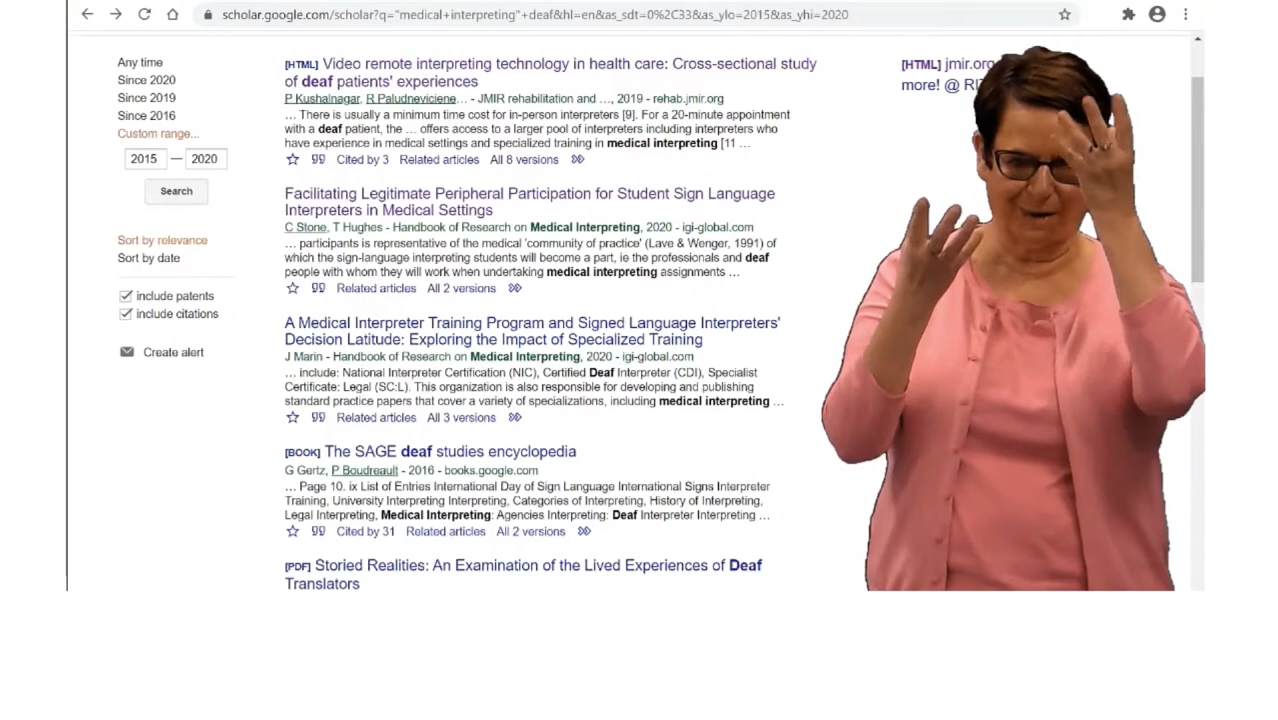 scholar.google.com/scholar?q="medical+interpreting"+deaf&hl=en&as_sdt=0%2C33&as_ylo=2015&as_yhi=2020
Any time
Since 2020
Since 2019
Since 2016
Custom range...
2015 — 2020
Search
Sort by relevance
Sort by date
include patents
include citations
Create alert
[HTML] Video remote interpreting technology in health care: Cross-sectional study
of deaf patients' experiences
P Kushalnagar, R Paludneviciene… - JMIR rehabilitation and …, 2019 - rehab.jmir.org
... There is usually a minimum time cost for in-person interpreters [9]. For a 20-minute appointment
with a deaf patient, the ... offers access to a larger pool of interpreters including interpreters who
have experience in medical settings and specialized training in medical interpreting [11 ...
Cited by 3 Related articles All 8 versions
Facilitating Legitimate Peripheral Participation for Student Sign Language
Interpreters in Medical Settings
C Stone, T Hughes - Handbook of Research on Medical Interpreting, 2020 - igi-global.com
... participants is representative of the medical 'community of practice' (Lave & Wenger, 1991) of
which the sign-language interpreting students will become a part, ie the professionals and deaf
people with whom they will work when undertaking medical interpreting assignments ...
Related articles All 2 versions
A Medical Interpreter Training Program and Signed Language Interpreters'
Decision Latitude: Exploring the Impact of Specialized Training
J Marin - Handbook of Research on Medical Interpreting, 2020 - igi-global.com
... include: National Interpreter Certification (NIC), Certified Deaf Interpreter (CDI), Specialist
Certificate: Legal (SC:L). This organization is also responsible for developing and publishing
standard practice papers that cover a variety of specializations, including medical interpreting ...
Related articles All 3 versions
[BOOK] The SAGE deaf studies encyclopedia
G Gertz, P Boudreault - 2016 - books.google.com
... Page 10. ix List of Entries International Day of Sign Language International Signs Interpreter
Training, University Interpreting Interpreting, Categories of Interpreting, History of Interpreting,
Legal Interpreting, Medical Interpreting: Agencies Interpreting: Deaf Interpreter Interpreting ...
Cited by 31 Related articles All 2 versions
[PDF] Storied Realities: An Examination of the Lived Experiences of Deaf
Translators
[HTML] jmir.org
more! @